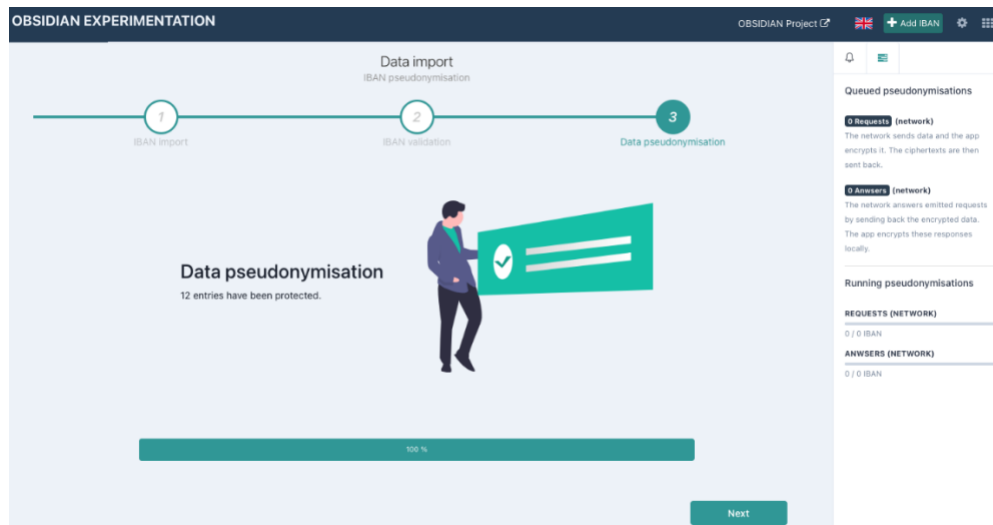 OBSIDIAN EXPERIMENTATION
OBSIDIAN Project
Add IBAN
Data import
IBAN pseudonymisation
1
2
3
IBAN import
IBAN validation
Data pseudonymisation
Data pseudonymisation
12 entries have been protected.
100 %
Next
Queued pseudonymisations
0 Requests (network)
The network sends data and the app
encrypts it. The ciphertexts are then
sent back.
0 Anwsers (network)
The network answers emitted requests
by sending back the encrypted data.
The app encrypts these responses
locally.
Running pseudonymisations
REQUESTS (NETWORK)
0 / 0 IBAN
ANWSERS (NETWORK)
0 / 0 IBAN